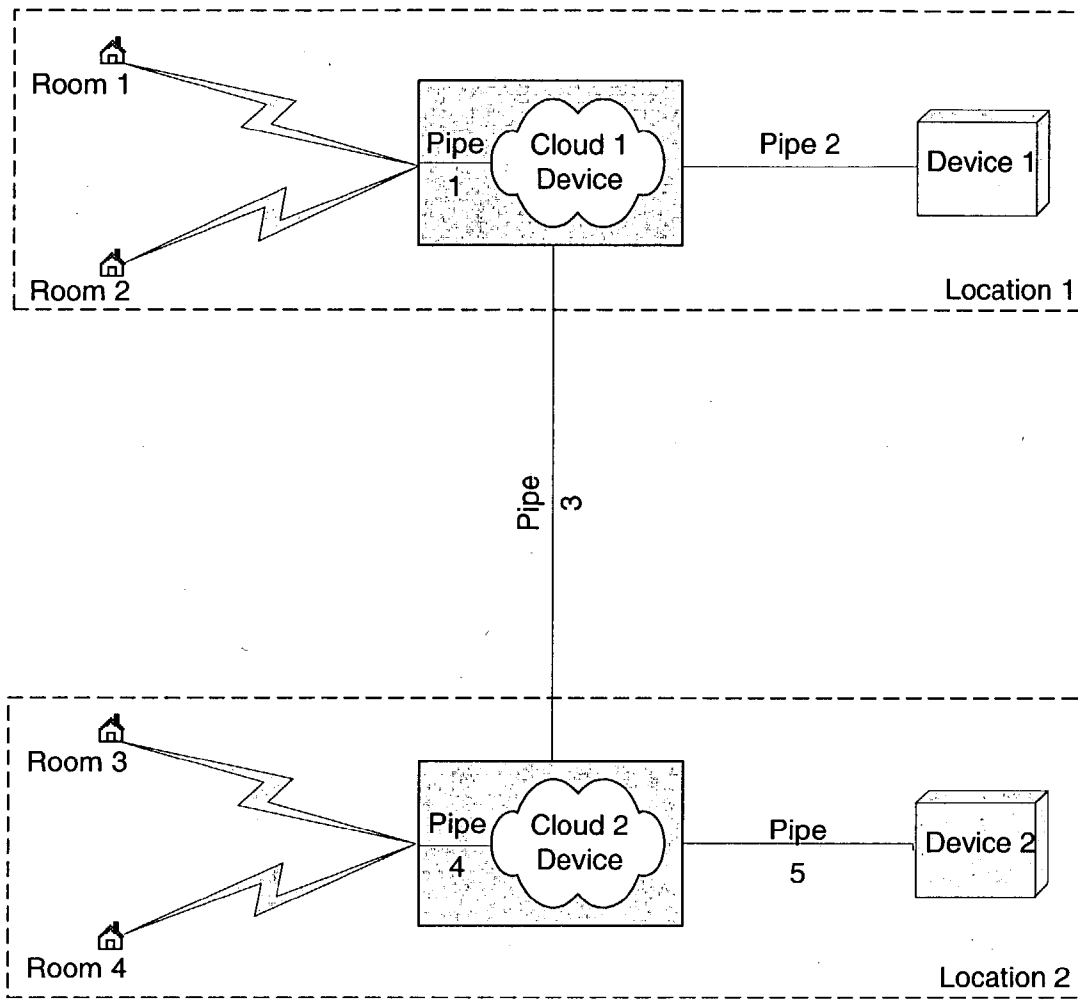 Room 1
Pipe
1
Cloud 1
Device
Pipe 2
Device 1
Room 2
Location 1
Pipe
3
Room 3
Pipe
4
Cloud 2
Device
Pipe
5
Device 2
Room 4
Location 2